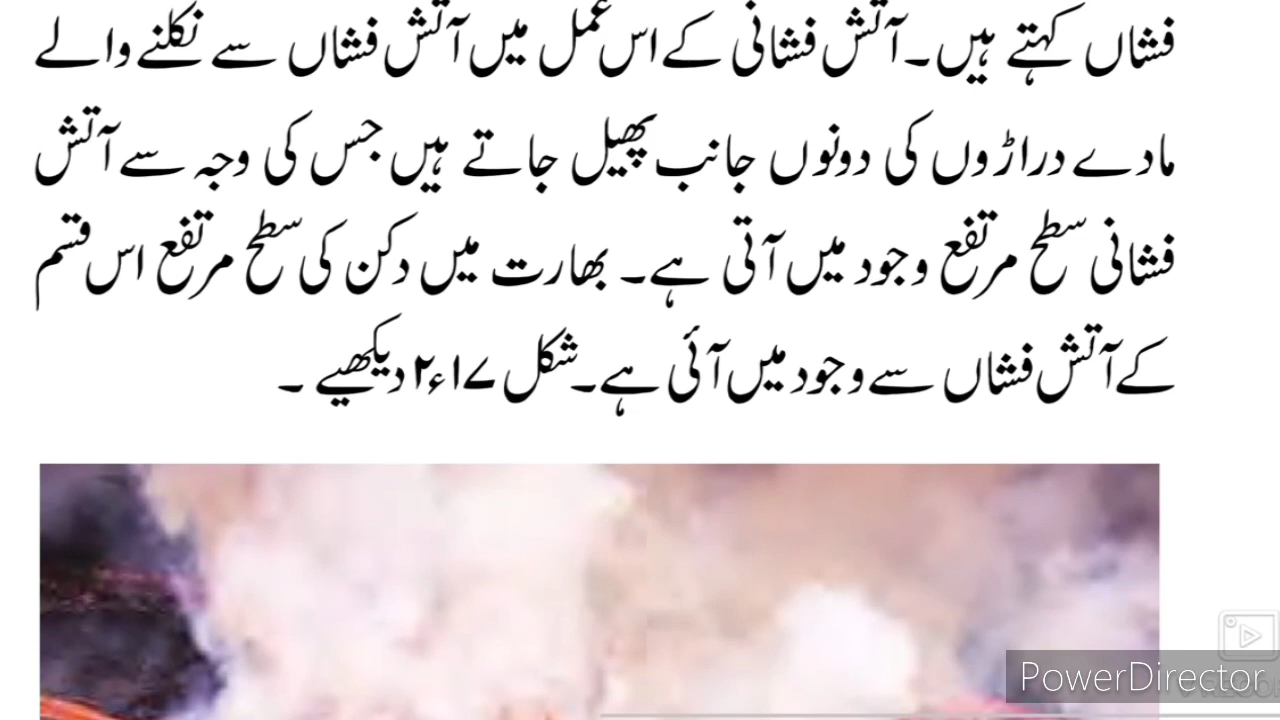 فشاں کہتے ہیں۔ آتش فشانی کے اس عمل میں آتش فشاں سے نکلنے والے
مادے دراڑوں کی دونوں جانب پھیل جاتے ہیں جس کی وجہ سے آتش
فشانی سطح مرتفع وجود میں آتی ہے۔ بھارت میں دکن کی سطح مرتفع اس قسم
کے آتش فشاں سے وجود میں آئی ہے۔ شکل ۲ء۱۷ دیکھیے ۔
PowerDirector